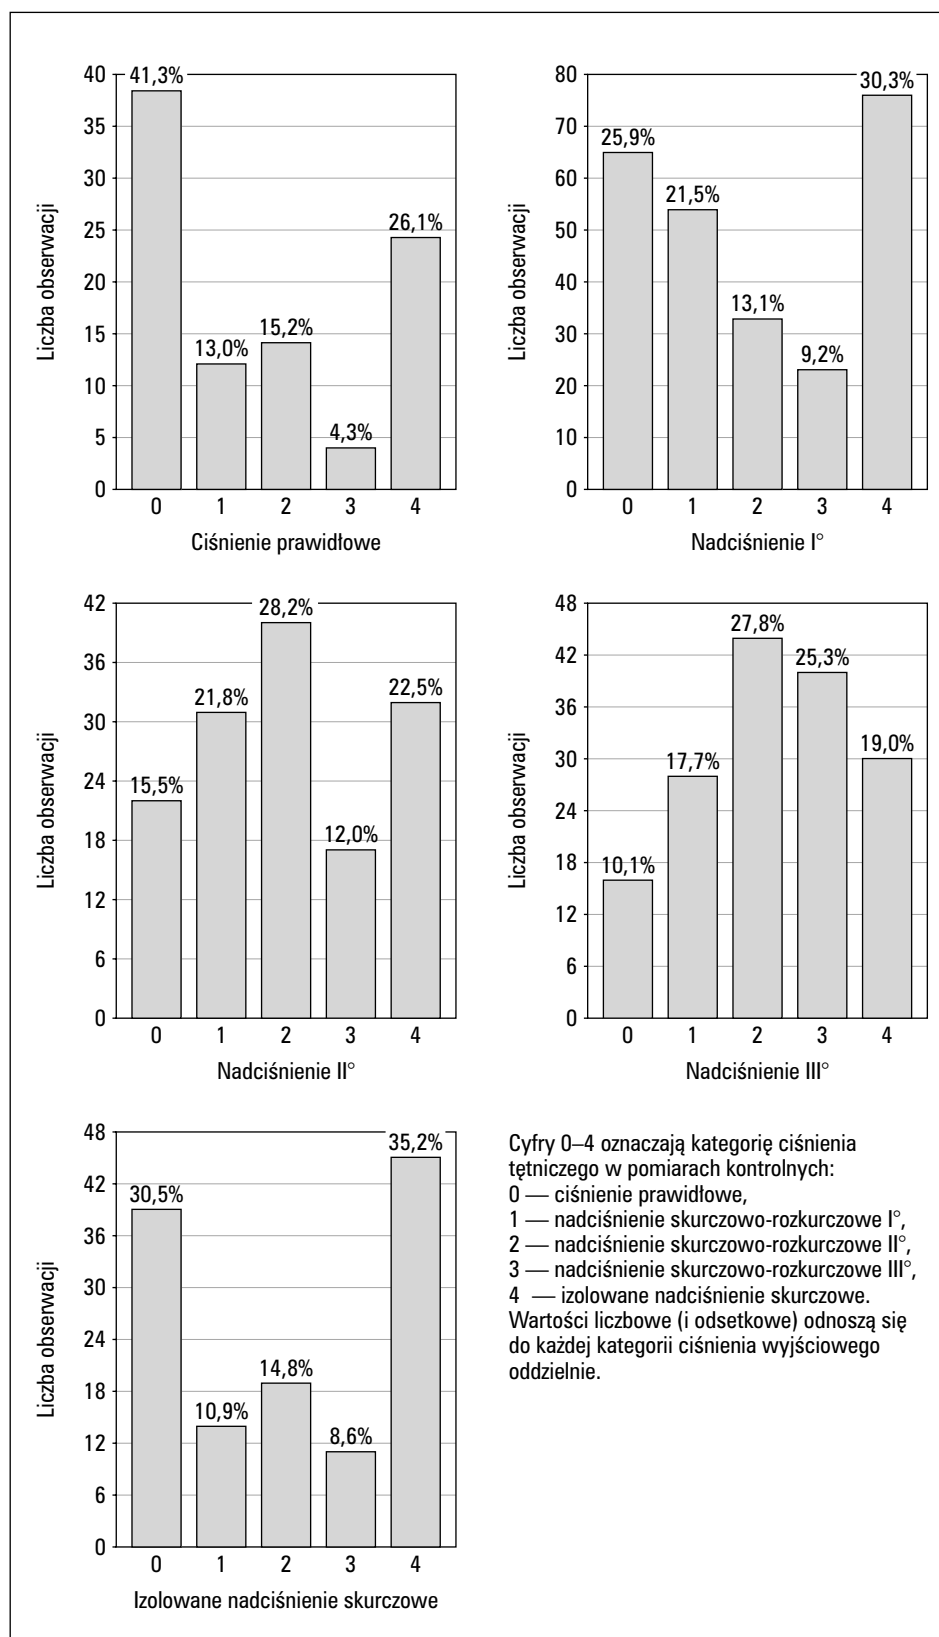 Liczba obserwacji
40
35
30
25
20
15
10
5
0
41,3%
13,0%
15,2%
4,3%
26,1%
0 1 2 3 4
Ciśnienie prawidłowe
Liczba obserwacji
80
70
60
50
40
30
20
10
0
25,9%
21,5%
13,1%
9,2%
30,3%
0 1 2 3 4
Nadciśnienie I°
Liczba obserwacji
42
36
30
24
18
12
6
0
15,5%
21,8%
28,2%
12,0%
22,5%
0 1 2 3 4
Nadciśnienie II°
Liczba obserwacji
48
42
36
30
24
18
12
6
0
10,1%
17,7%
27,8%
25,3%
19,0%
0 1 2 3 4
Nadciśnienie III°
Liczba obserwacji
48
42
36
30
24
18
12
6
0
30,5%
10,9%
14,8%
8,6%
35,2%
0 1 2 3 4
Izolowane nadciśnienie skurczowe
Cyfry 0–4 oznaczają kategorię ciśnienia
tętniczego w pomiarach kontrolnych:
0 — ciśnienie prawidłowe,
1 — nadciśnienie skurczowo-rozkurczowe I°,
2 — nadciśnienie skurczowo-rozkurczowe II°,
3 — nadciśnienie skurczowo-rozkurczowe III°,
4 — izolowane nadciśnienie skurczowe.
Wartości liczbowe (i odsetkowe) odnoszą się
do każdej kategorii ciśnienia wyjściowego
oddzielnie.